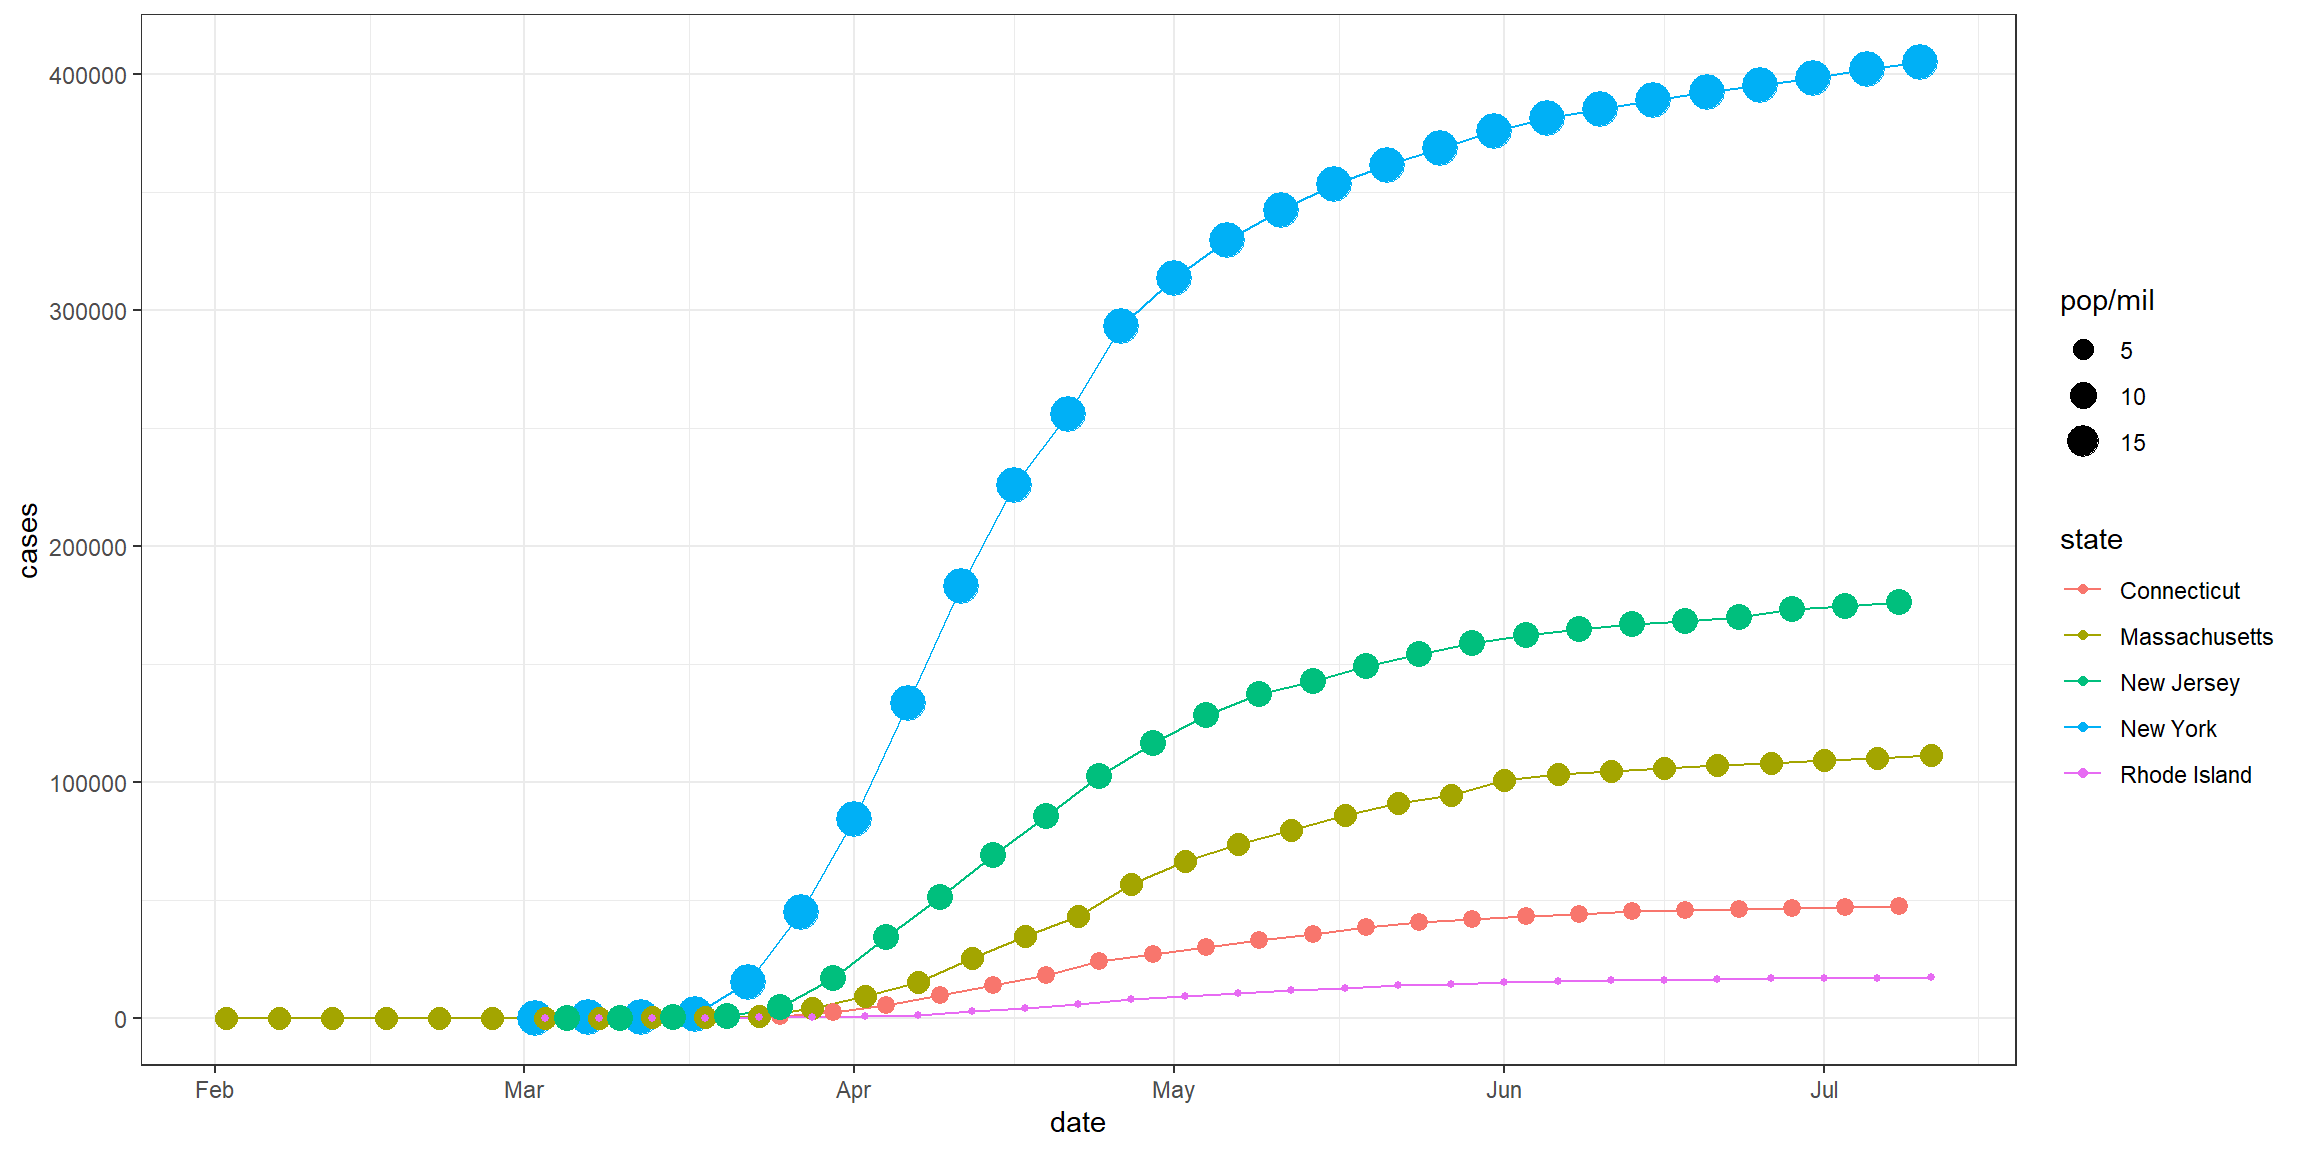 400000
300000
200000
100000
0
cases
Feb
Mar
Apr
May
Jun
Jul
date
pop/mil
5
10
15
state
Connecticut
Massachusetts
New Jersey
New York
Rhode Island